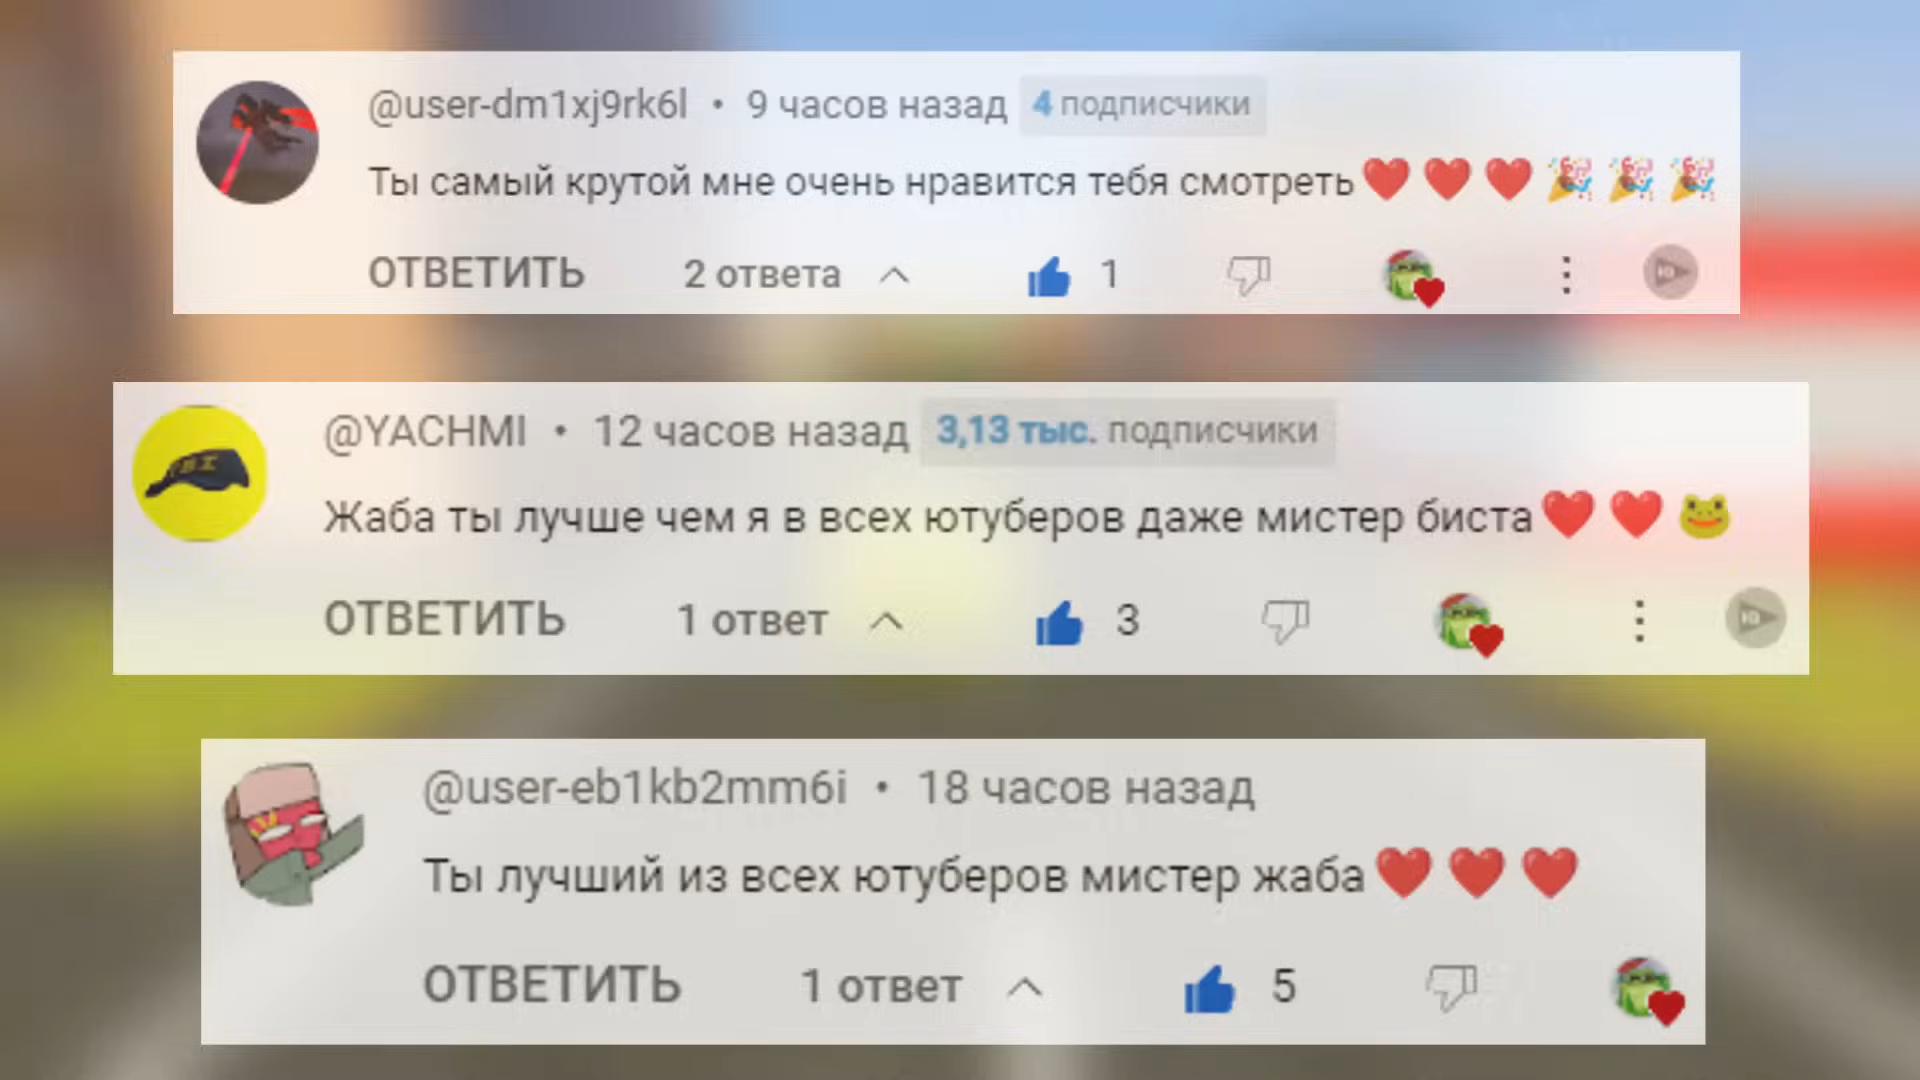 @user-dm1xj9rk6l • 9 часов назад 4 подписчики
Ты самый крутой мне очень нравится тебя смотреть❤️❤️❤️🎉🎉🎉
ОТВЕТИТЬ 2 ответа 1
@YACHMI • 12 часов назад 3,13 тыс. подписчики
Жаба ты лучше чем я в всех ютуберов даже мистер биста❤️❤️🐸
ОТВЕТИТЬ 1 ответ 3
@user-eb1kb2mm6i • 18 часов назад
Ты лучший из всех ютуберов мистер жаба❤️❤️❤️
ОТВЕТИТЬ 1 ответ 5